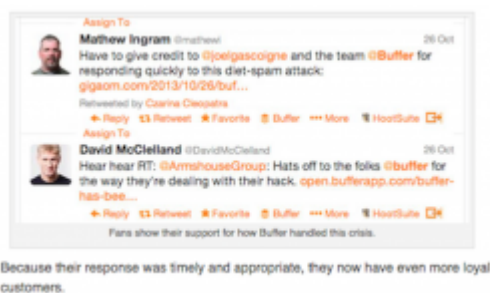 Assign To
Mathew Ingram @mathewi 26 Oct
Have to give credit to @joelgascoigne and the team @Buffer for
responding quickly to this diet-spam attack:
gigaom.com/2013/10/26/buf...
Retweeted by Czarina Cleopatra
Reply Retweet Favorite Buffer More HootSuite
Assign To
David McClelland @DavidMcClelland 26 Oct
Hear hear RT: @ArmshouseGroup: Hats off to the folks @buffer for
the way they're dealing with their hack. open.bufferapp.com/buffer-
has-bee...
Reply Retweet Favorite Buffer More HootSuite
Fans show their support for how Buffer handled this crisis.
Because their response was timely and appropriate, they now have even more loyal
customers.